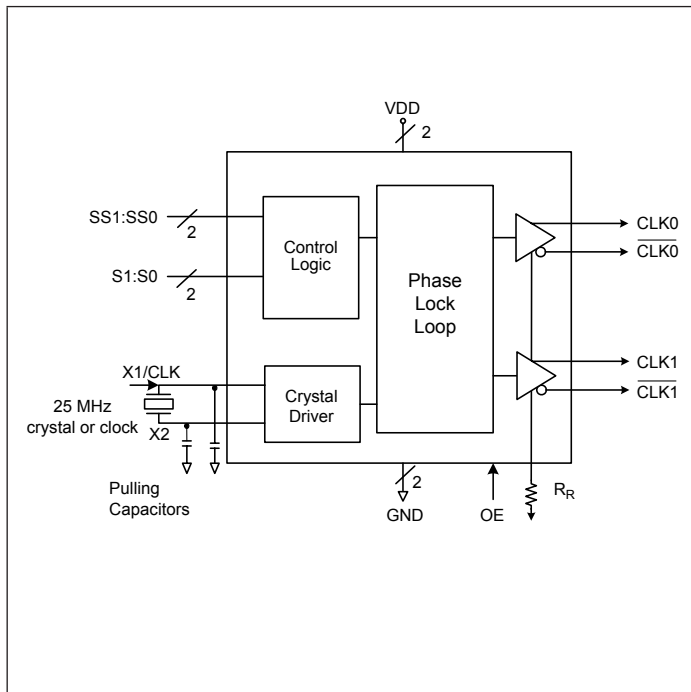 VDD
2
SS1:SS0
2
S1:S0
2
Control
Logic
Phase
Lock
Loop
CLK0
CLK0
X1/CLK
25 MHz
crystal or clock
X2
Crystal
Driver
CLK1
CLK1
Pulling
Capacitors
2
GND
OE
RR